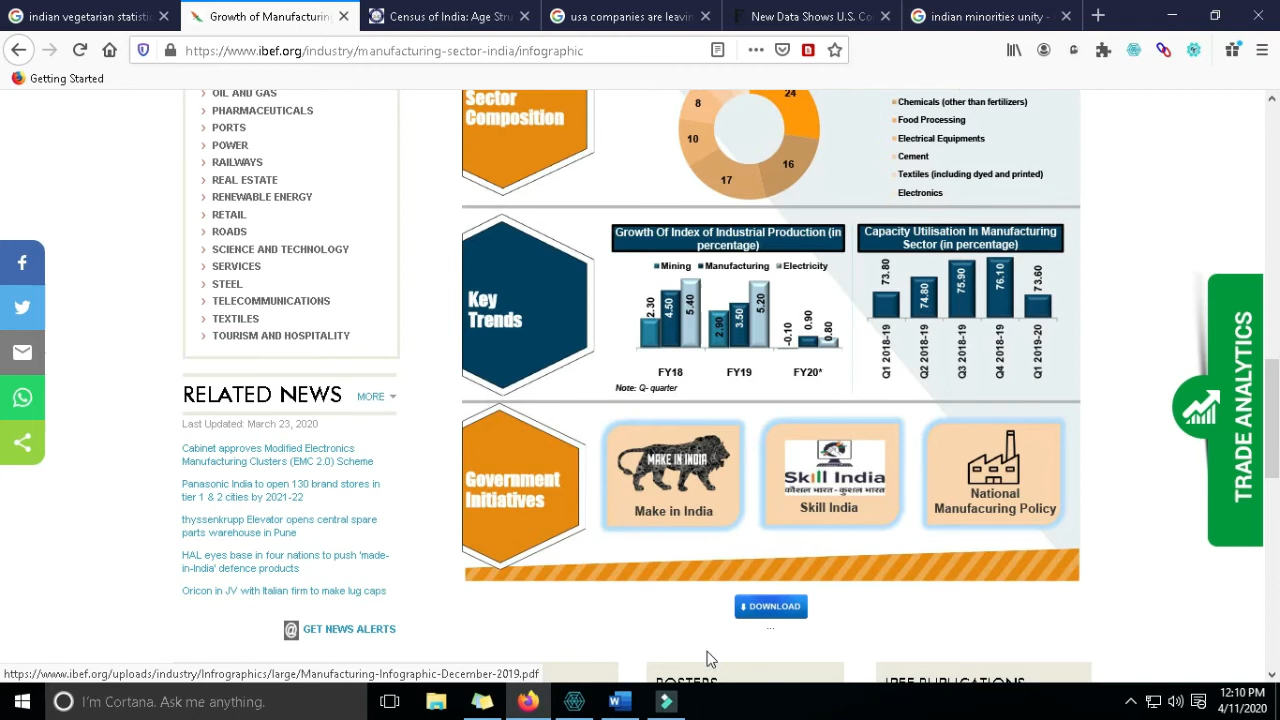 indian vegetarian statistic
Growth of Manufacturing
Census of India: Age Stru
usa companies are leavin
New Data Shows U.S. Co
indian minorities unity -
https://www.ibef.org/industry/manufacturing-sector-india/infographic
Getting Started
OIL AND GAS
PHARMACEUTICALS
PORTS
POWER
RAILWAYS
REAL ESTATE
RENEWABLE ENERGY
RETAIL
ROADS
SCIENCE AND TECHNOLOGY
SERVICES
STEEL
TELECOMMUNICATIONS
TEXTILES
TOURISM AND HOSPITALITY
RELATED NEWS
MORE
Last Updated: March 23, 2020
Cabinet approves Modified Electronics
Manufacturing Clusters (EMC 2.0) Scheme
Panasonic India to open 130 brand stores in
tier 1 & 2 cities by 2021-22
thyssenkrupp Elevator opens central spare
parts warehouse in Pune
HAL eyes base in four nations to push 'made-
in-India' defence products
Oricon in JV with Italian firm to make lug caps
@ GET NEWS ALERTS
Sector
Composition
24
8
10
17
16
Chemicals (other than fertilizers)
Food Processing
Electrical Equipments
Cement
Textiles (including dyed and printed)
Electronics
Key
Trends
Growth Of Index of Industrial Production (in
percentage)
Mining Manufacturing Electricity
2.30 4.50 5.40 2.90 3.50 5.20 -0.10 0.90 0.80
FY18 FY19 FY20*
Note: Q- quarter
Capacity Utilisation In Manufacturing
Sector (in percentage)
73.80 74.80 75.90 76.10 73.60
Q1 2018-19 Q2 2018-19 Q3 2018-19 Q4 2018-19 Q1 2019-20
Government
Initiatives
MAKE IN INDIA
Make in India
Skill India
कौशल भारत - कुशल भारत
Skill India
National
Manufacuring Policy
DOWNLOAD
...
TRADE ANALYTICS
https://www.ibef.org/uploads/industry/Infrographics/large/Manufacturing-Infographic-December-2019.pdf
POSTERS
IBEF PUBLICATIONS
I'm Cortana. Ask me anything.
12:10 PM
4/11/2020